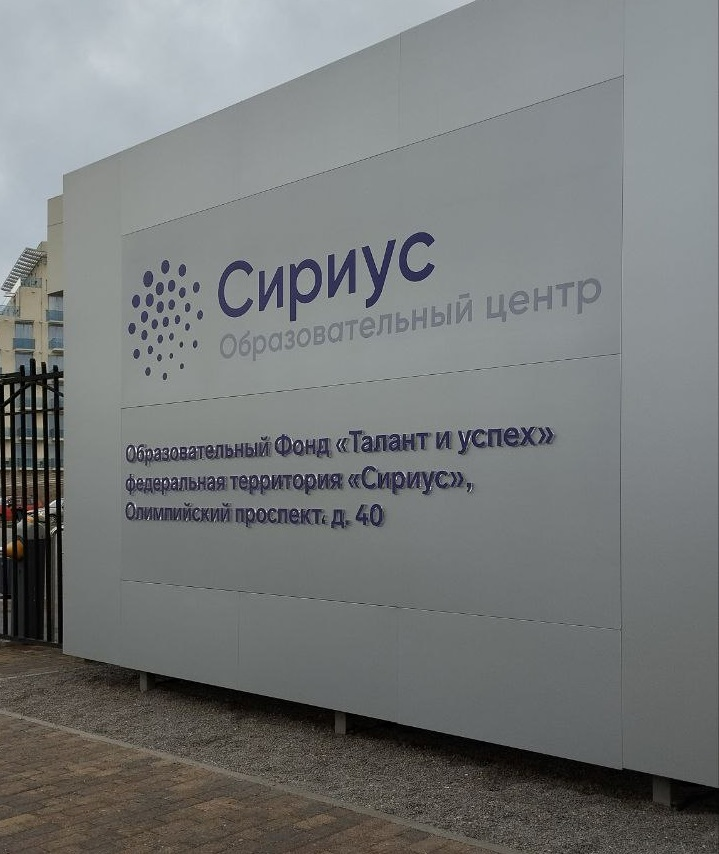 Сириус
Образовательный центр
Образовательный Фонд «Талант и успех»
федеральная территория «Сириус»,
Олимпийский проспект, д. 40